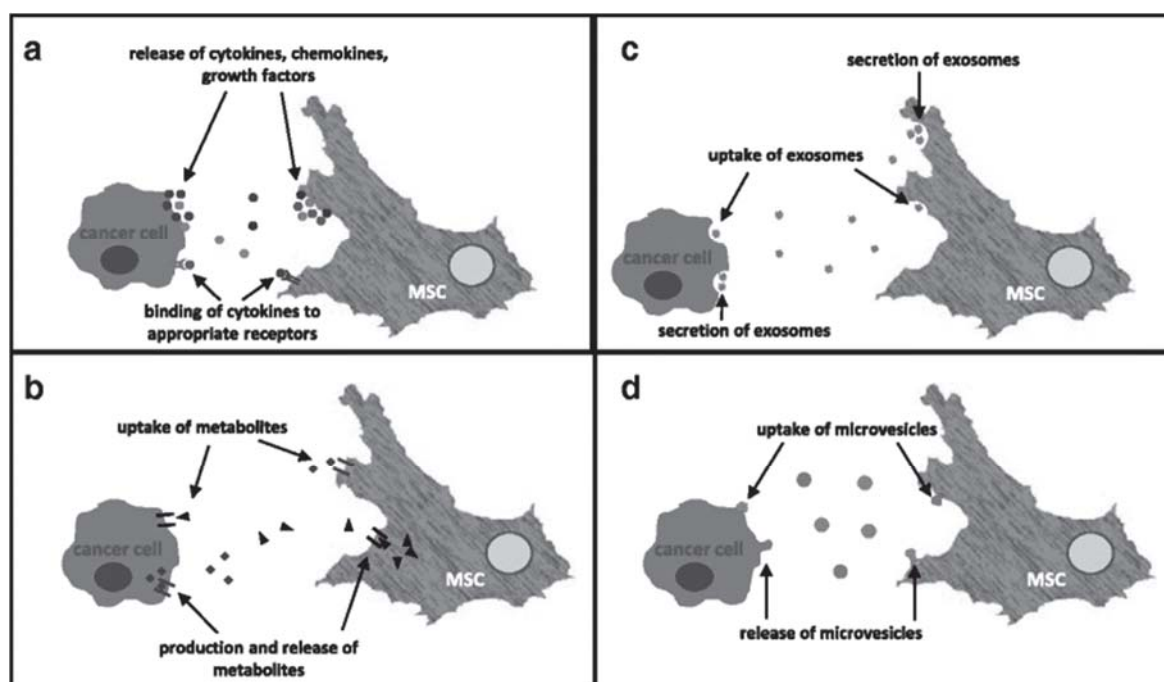 a
release of cytokines, chemokines,
growth factors
cancer cell
MSC
binding of cytokines to
appropriate receptors
c
secretion of exosomes
uptake of exosomes
cancer cell
MSC
secretion of exosomes
b
uptake of metabolites
cancer cell
MSC
production and release of
metabolites
d
uptake of microvesicles
cancer cell
MSC
release of microvesicles